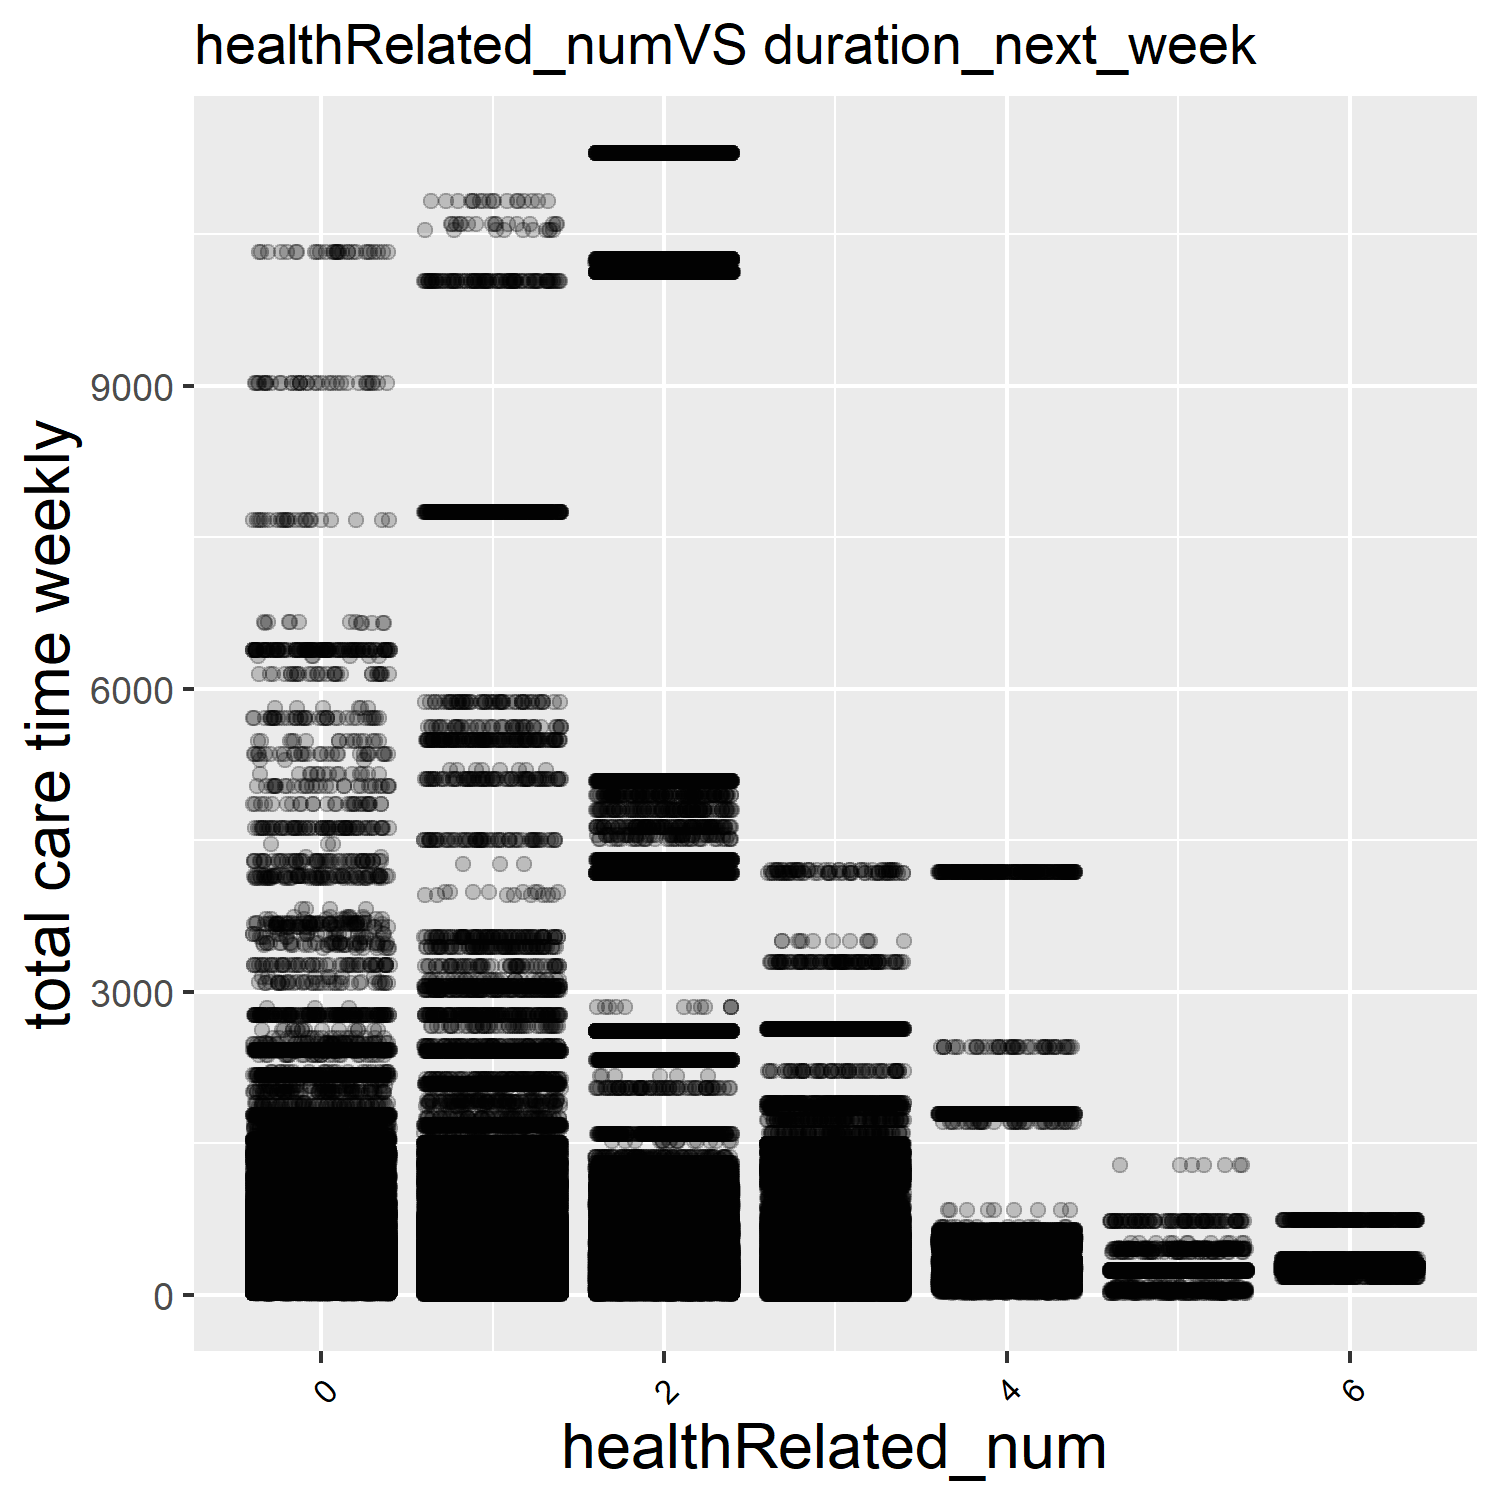 healthRelated_numVS duration_next_week
total care time weekly
9000
6000
3000
0
0
2
4
6
healthRelated_num